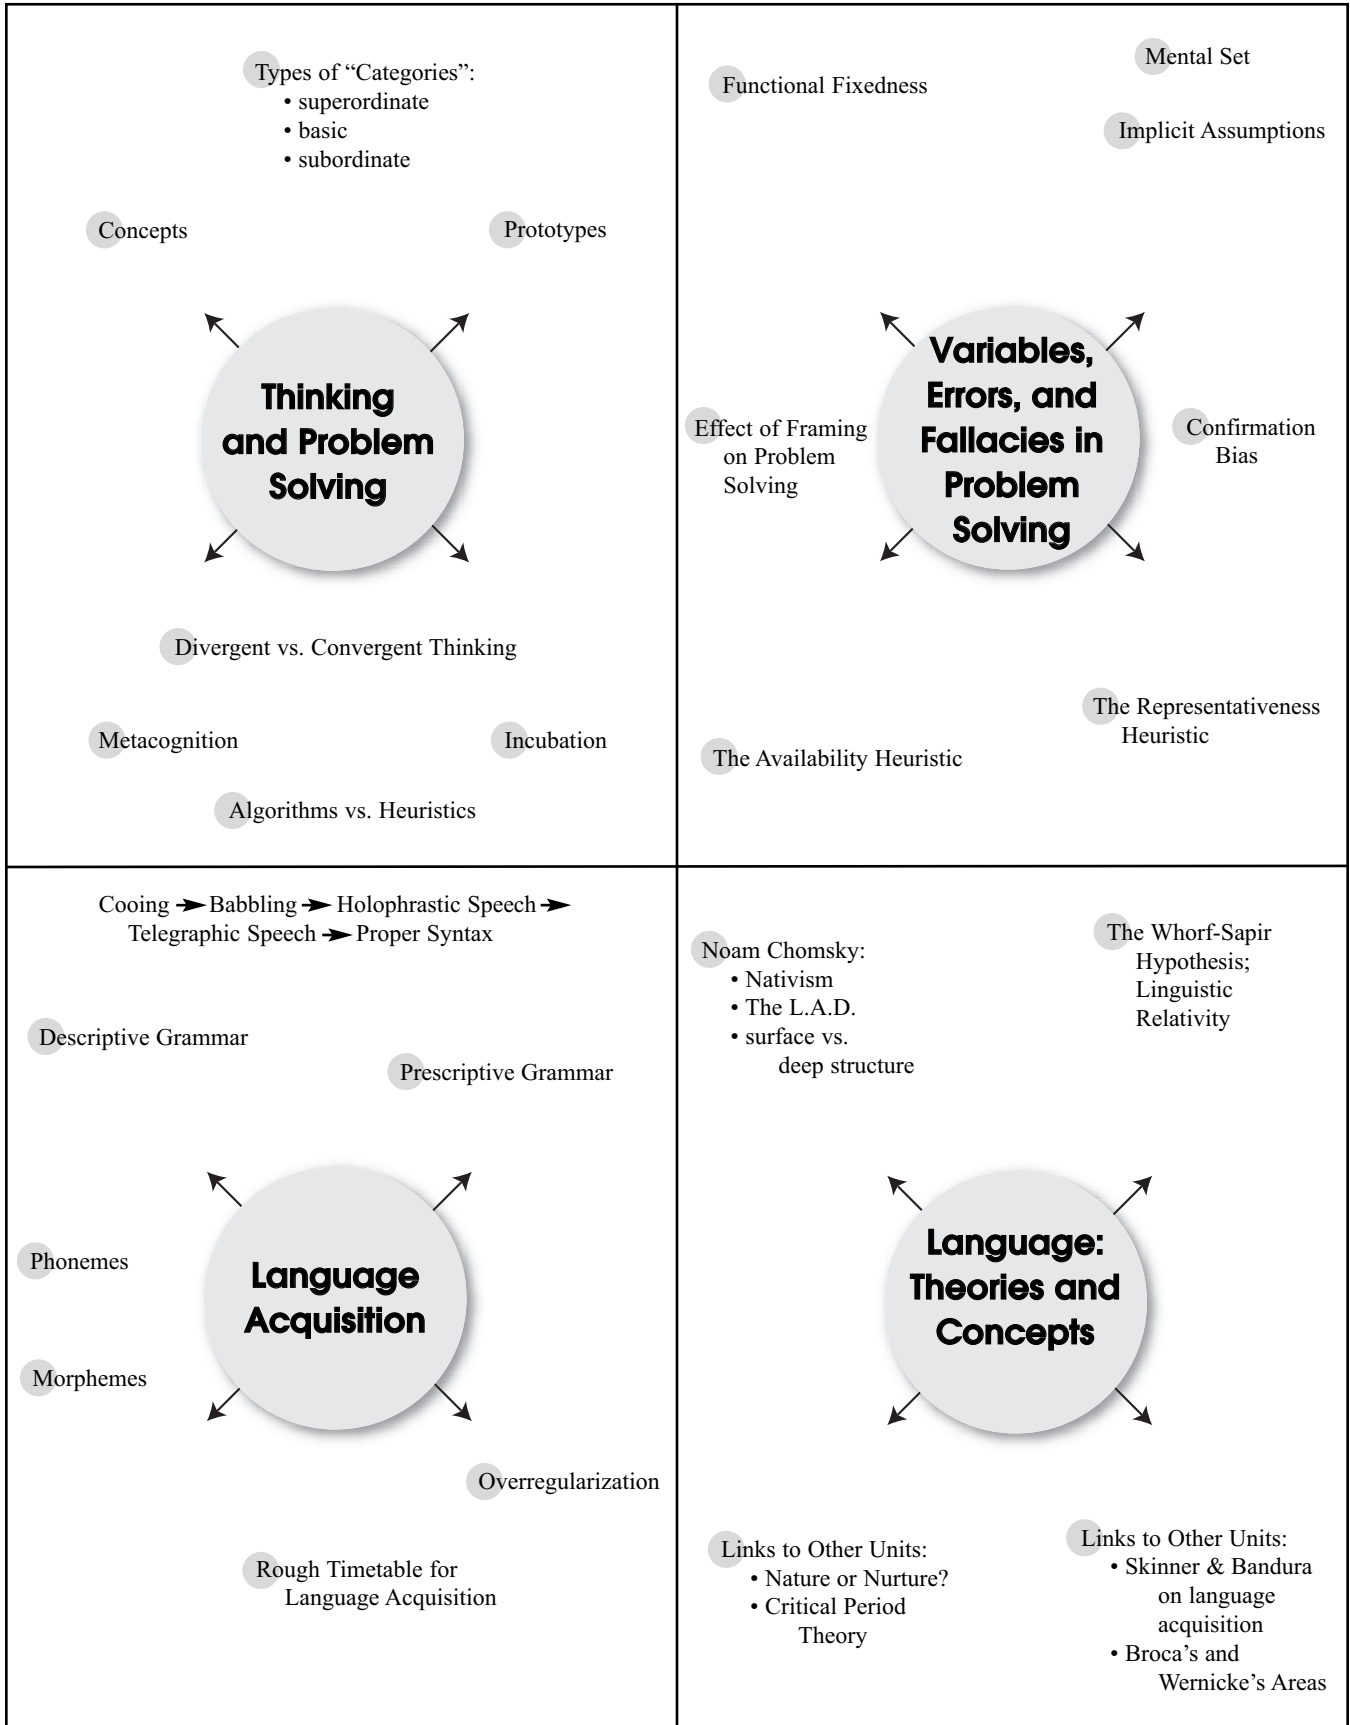 Types of “Categories”:
• superordinate
• basic
• subordinate
Concepts
Prototypes
Thinking
and Problem
Solving
Divergent vs. Convergent Thinking
Metacognition
Incubation
Algorithms vs. Heuristics
Mental Set
Functional Fixedness
Implicit Assumptions
Variables,
Errors, and
Fallacies in
Problem
Solving
Effect of Framing
on Problem
Solving
Confirmation
Bias
The Representativeness
Heuristic
The Availability Heuristic
Cooing → Babbling → Holophrastic Speech →
Telegraphic Speech → Proper Syntax
Descriptive Grammar
Prescriptive Grammar
Phonemes
Language
Acquisition
Morphemes
Overregularization
Rough Timetable for
Language Acquisition
Noam Chomsky:
• Nativism
• The L.A.D.
• surface vs.
deep structure
The Whorf-Sapir
Hypothesis;
Linguistic
Relativity
Language:
Theories and
Concepts
Links to Other Units:
• Nature or Nurture?
• Critical Period
Theory
Links to Other Units:
• Skinner & Bandura
on language
acquisition
• Broca’s and
Wernicke’s Areas